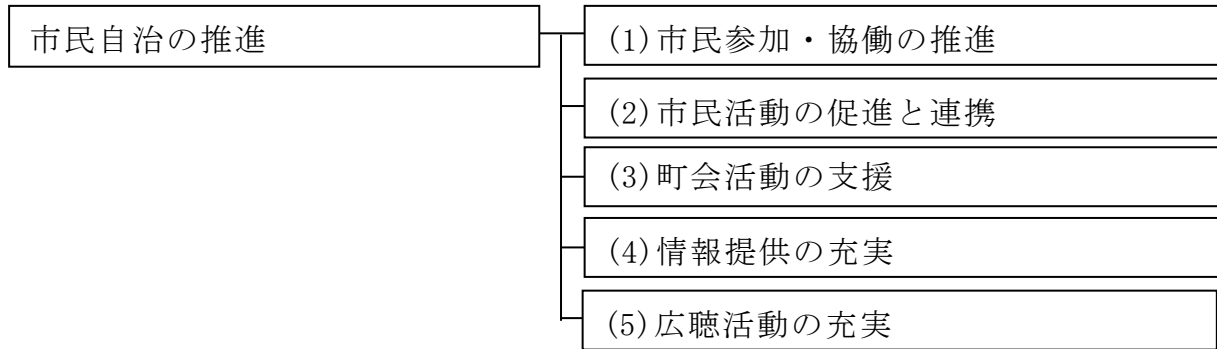 市民自治の推進
(1)市民参加・協働の推進
(2)市民活動の促進と連携
(3)町会活動の支援
(4)情報提供の充実
(5)広聴活動の充実